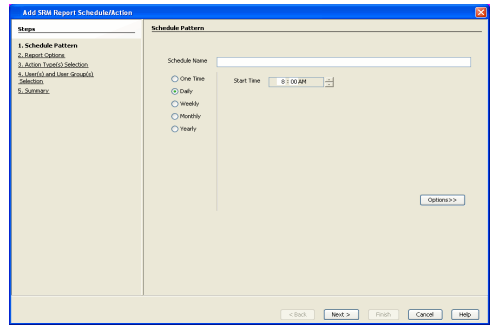 Add SRM Report Schedule/Action
Steps
1. Schedule Pattern
2. Report Options
3. Action Type(s) Selection
4. User(s) and User Group(s)
Selection
5. Summary
Schedule Pattern
Schedule Name
One Time
Daily
Weekly
Monthly
Yearly
Start Time
8:00 AM
Options>>
< Back
Next >
Finish
Cancel
Help